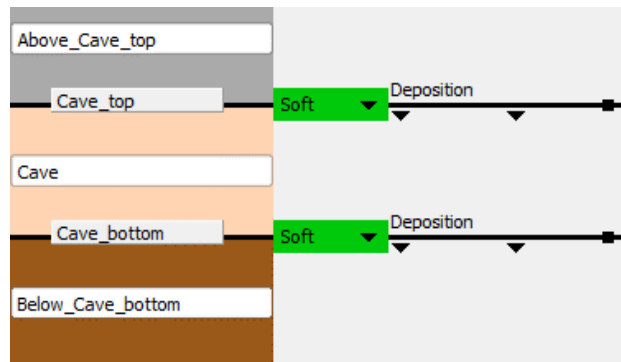 Above_Cave_top
Cave_top
Soft
Deposition
Cave
Cave_bottom
Soft
Deposition
Below_Cave_bottom